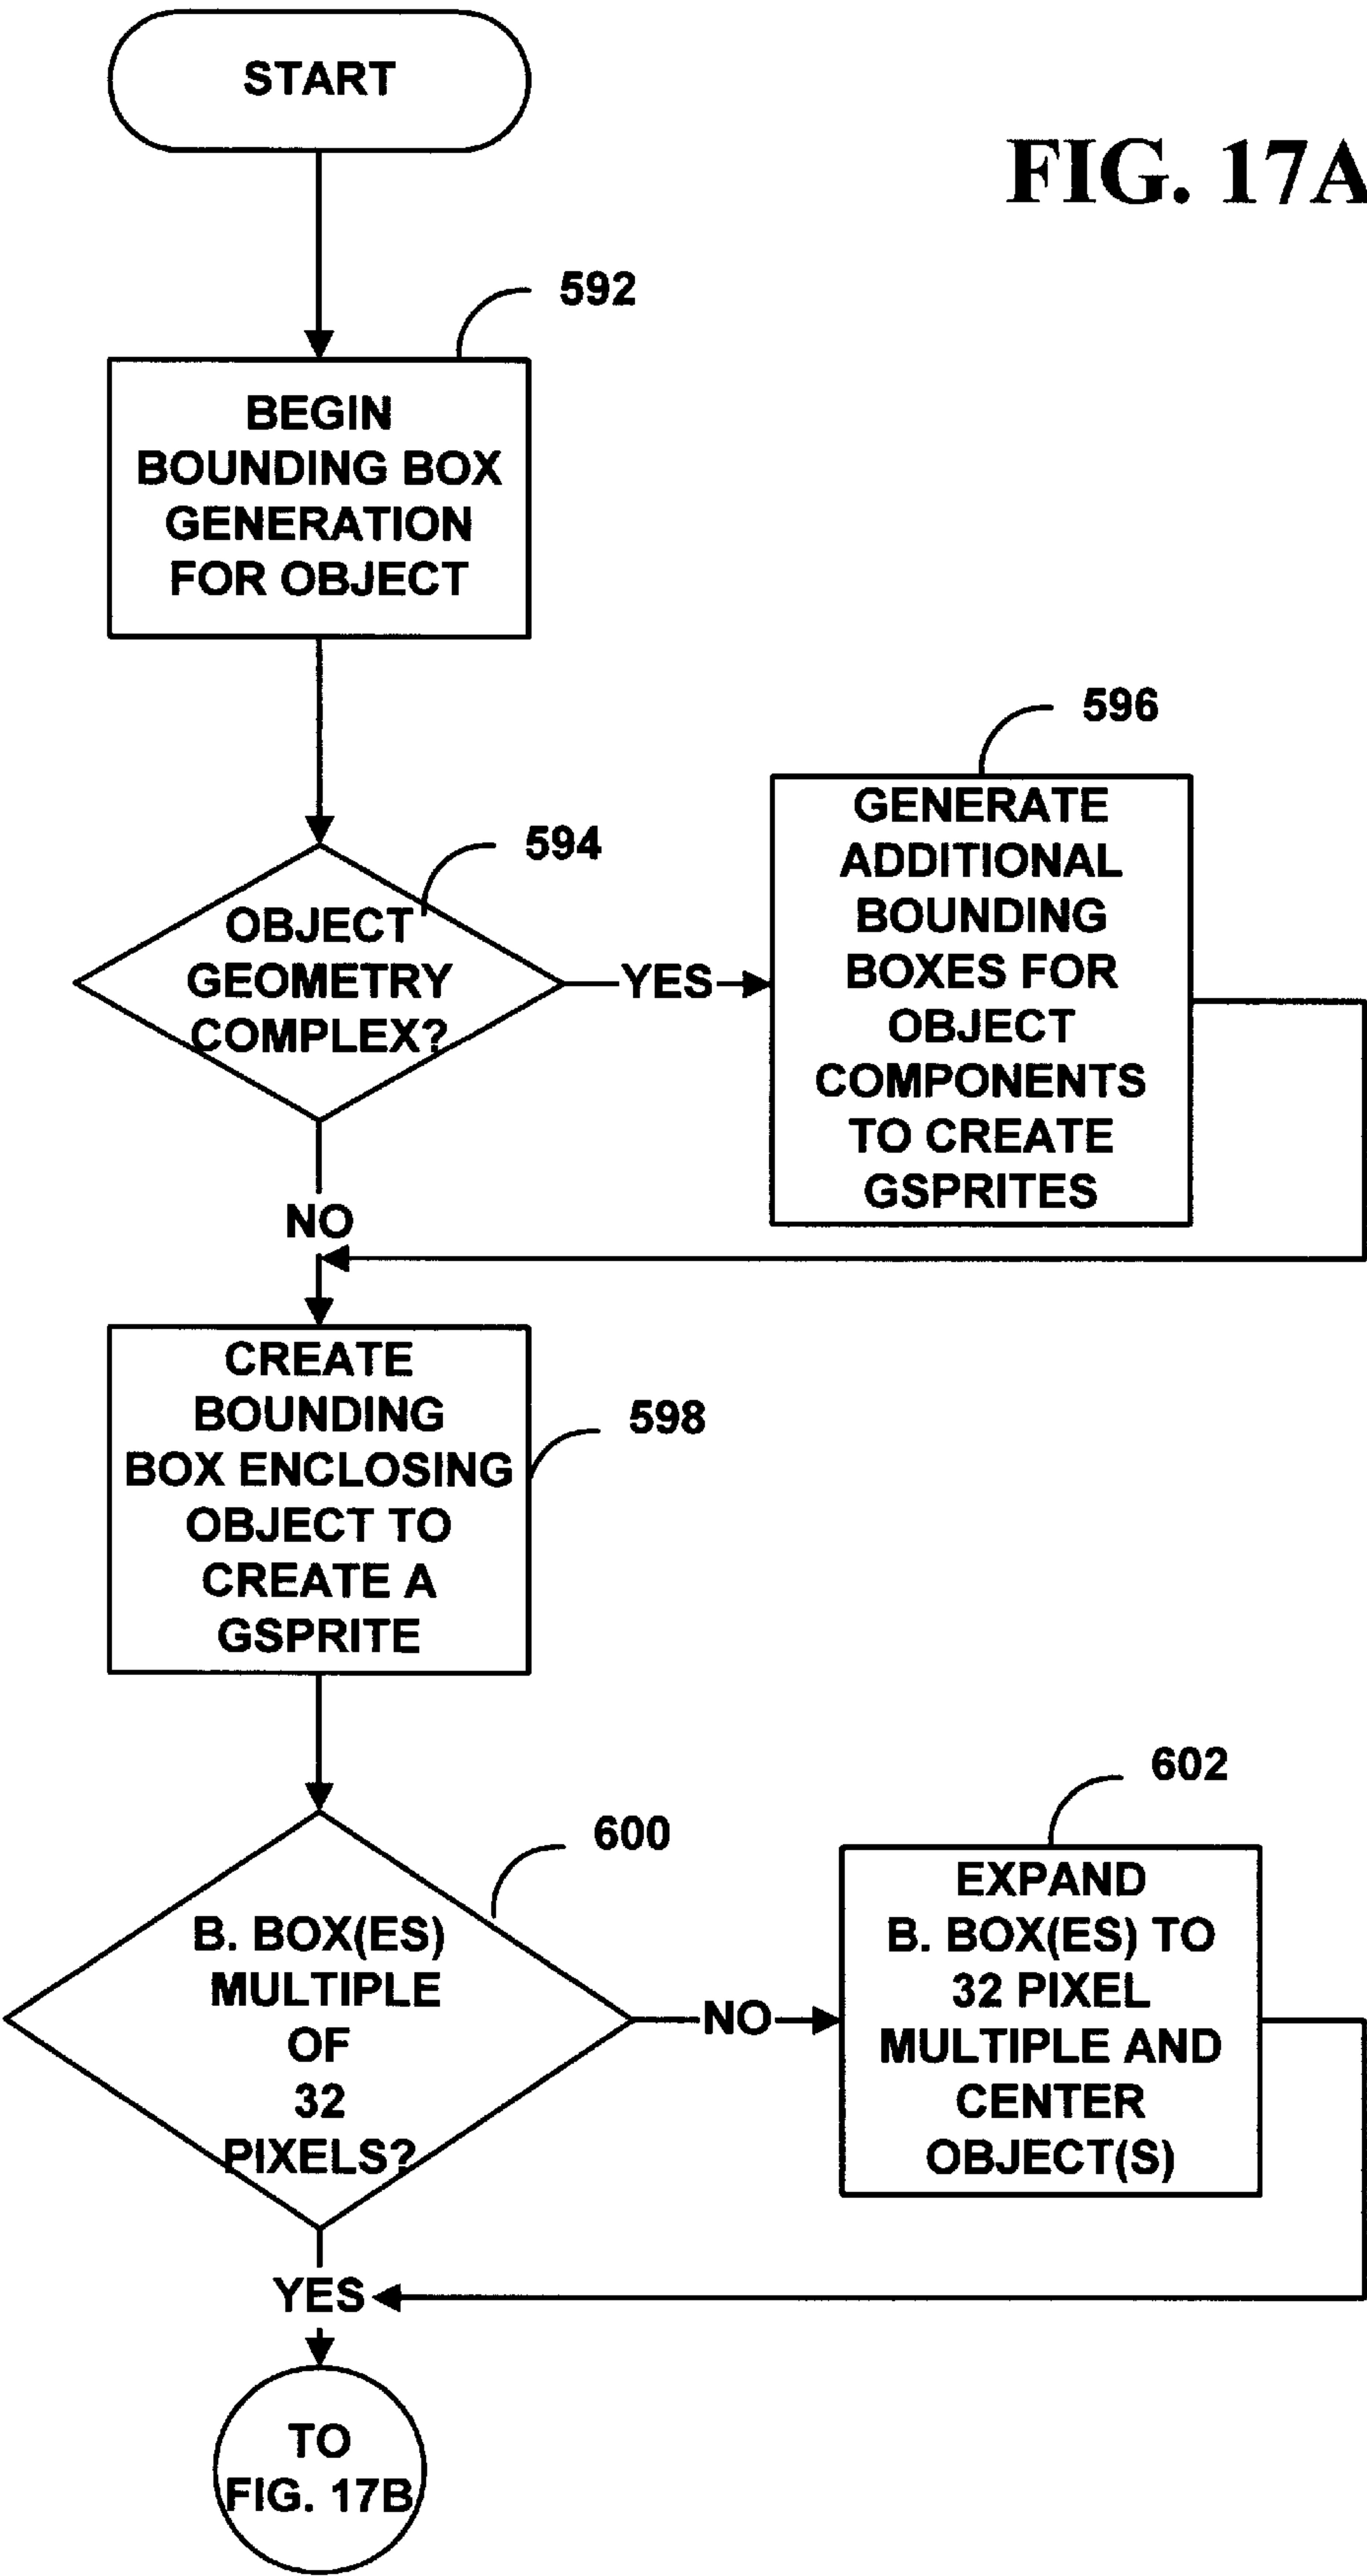 START
FIG. 17A
592
BEGIN
BOUNDING BOX
GENERATION
FOR OBJECT
594
OBJECT
GEOMETRY
COMPLEX?
YES
596
GENERATE
ADDITIONAL
BOUNDING
BOXES FOR
OBJECT
COMPONENTS
TO CREATE
GSPRITES
NO
598
CREATE
BOUNDING
BOX ENCLOSING
OBJECT TO
CREATE A
GSPRITE
600
B. BOX(ES)
MULTIPLE
OF
32
PIXELS?
NO
602
EXPAND
B. BOX(ES) TO
32 PIXEL
MULTIPLE AND
CENTER
OBJECT(S)
YES
TO
FIG. 17B